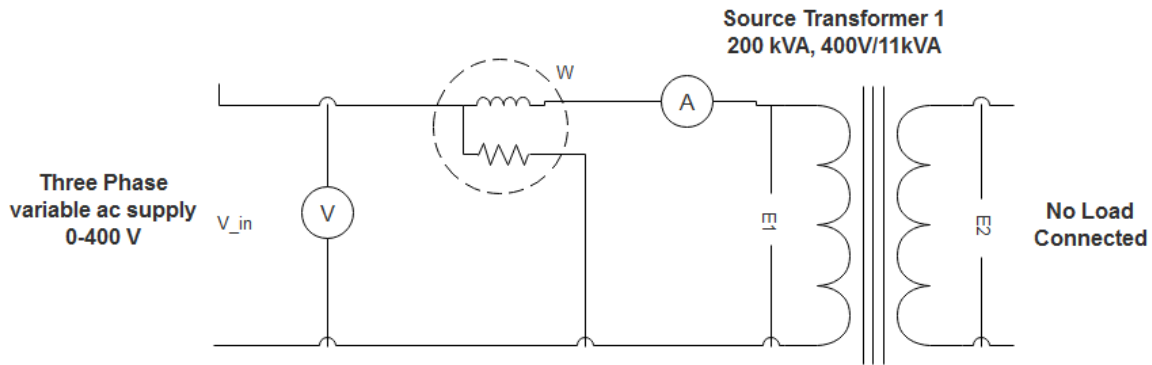 Source Transformer 1
200 kVA, 400V/11kVA
W
A
Three Phase
variable ac supply
0-400 V
V_in
V
E1
E2
No Load
Connected